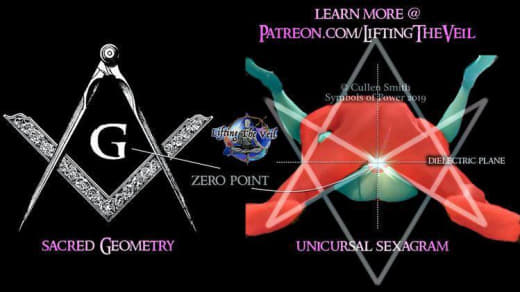 LEARN MORE @
PATREON.COM/LIFTINGTHEVEIL
© Cullen Smith
Symbols of Power 2019
G
Lifting The Veil
DIELECTRIC PLANE
ZERO POINT
SACRED GEOMETRY
UNICURSAL SEXAGRAM